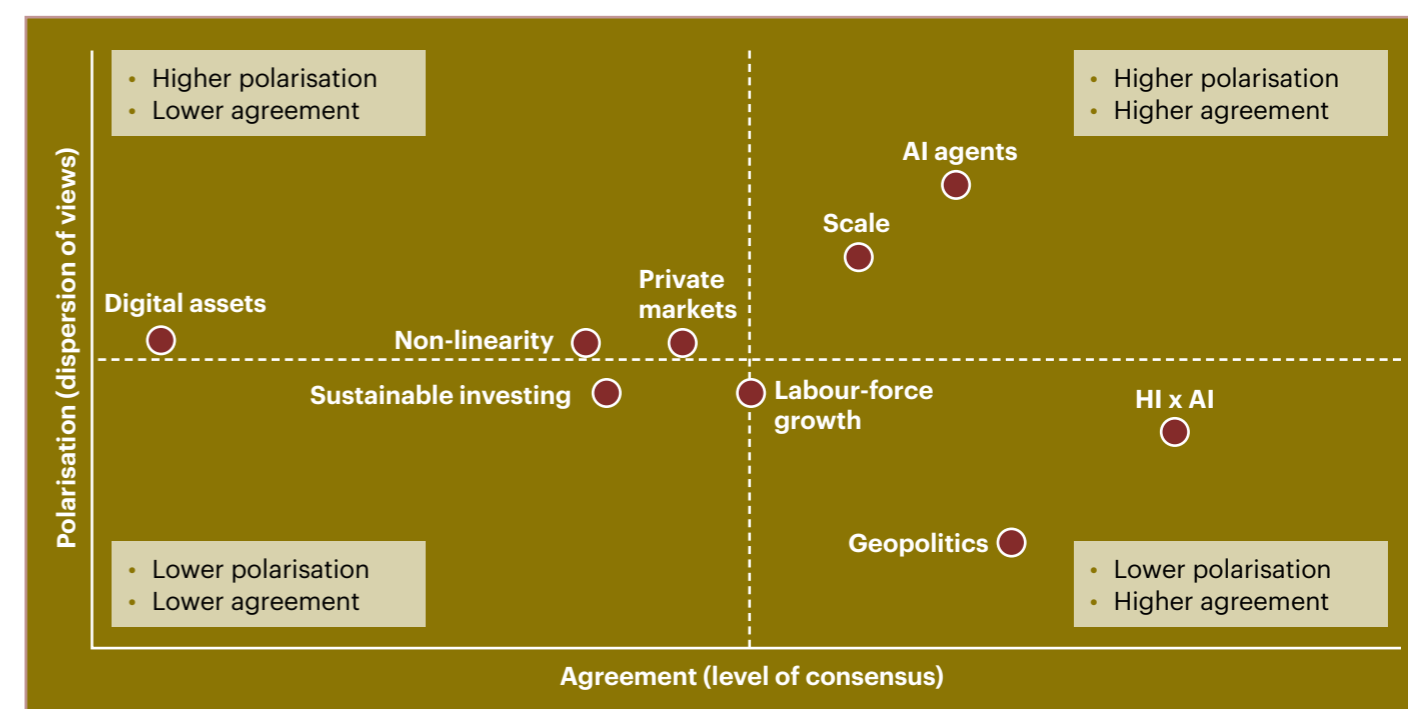 • Higher polarisation
• Lower agreement
• Higher polarisation
• Higher agreement
AI agents
Scale
Private
markets
Digital assets
Non-linearity
Sustainable investing
Labour-force
growth
HI x AI
Geopolitics
• Lower polarisation
• Lower agreement
• Lower polarisation
• Higher agreement
Polarisation (dispersion of views)
Agreement (level of consensus)